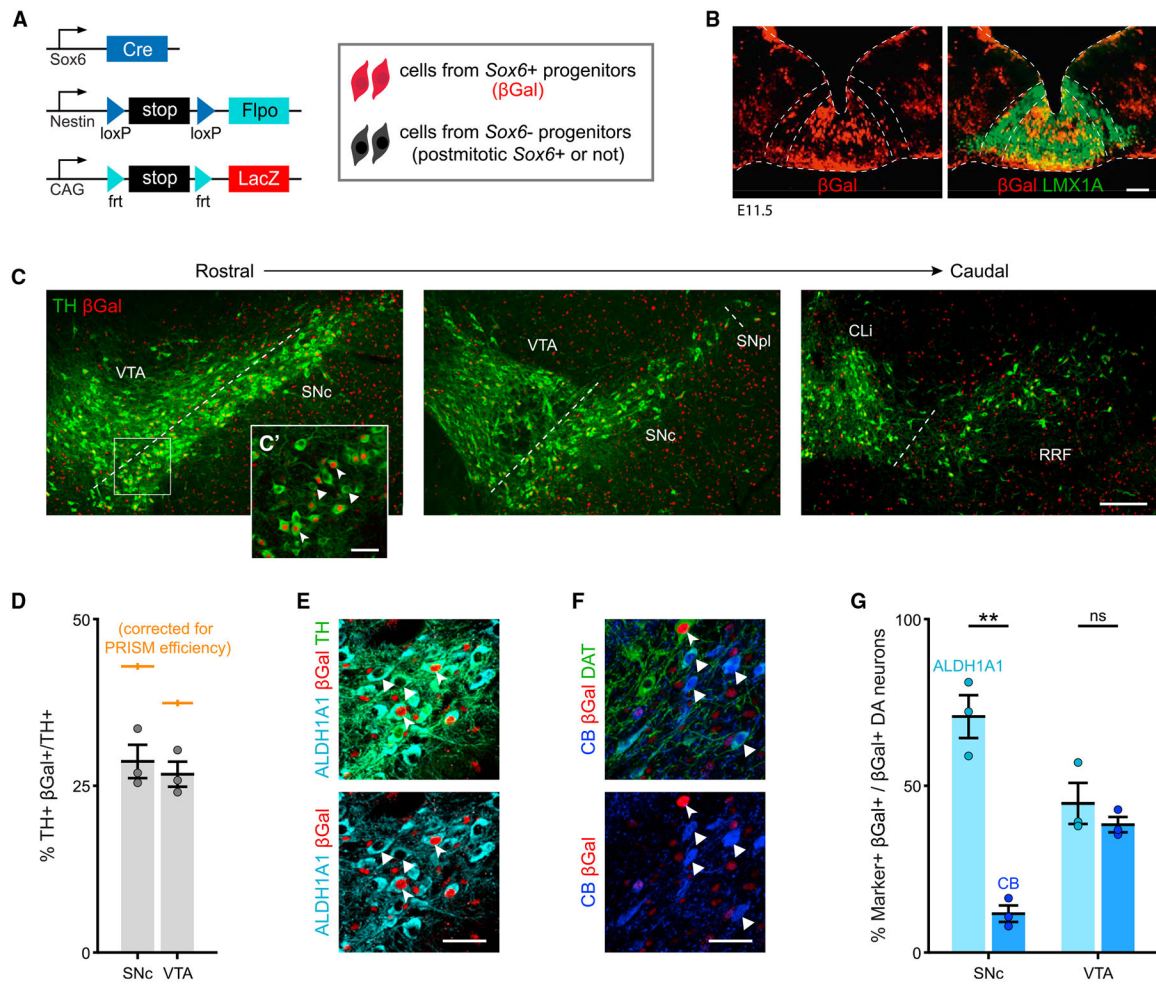 A
Sox6
Cre
Nestin
loxP
stop
loxP
Flpo
CAG
frt
stop
frt
LacZ
cells from Sox6+ progenitors
(βGal)
cells from Sox6- progenitors
(postmitotic Sox6+ or not)
B
βGal
βGal LMX1A
E11.5
C
Rostral
Caudal
TH βGal
VTA
SNc
C'
VTA
SNpl
SNc
CLi
RRF
D
% TH+ βGal+/TH+
50
25
0
(corrected for
PRISM efficiency)
SNc
VTA
E
ALDH1A1 βGal TH
ALDH1A1 βGal
F
CB βGal DAT
CB βGal
G
% Marker+ βGal+ / βGal+ DA neurons
100
50
0
**
ns
ALDH1A1
CB
SNc
VTA